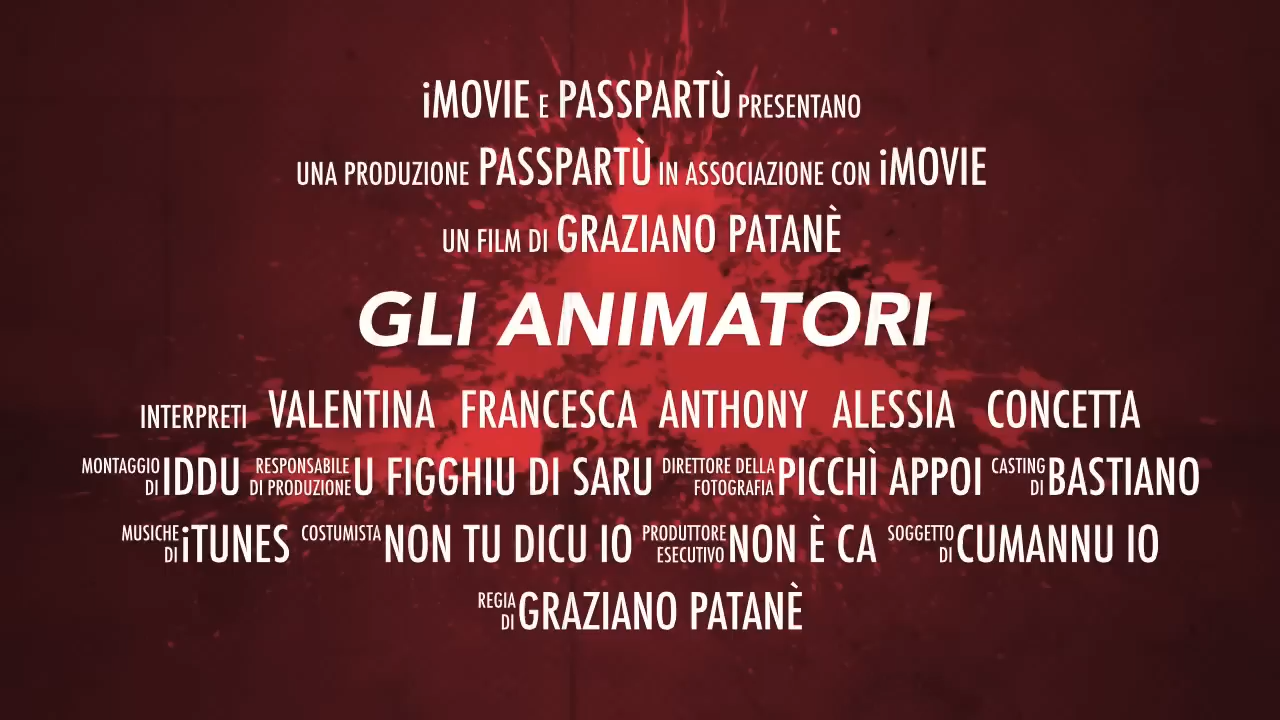 iMOVIE E PASSPARTÙ PRESENTANO
UNA PRODUZIONE PASSPARTÙ IN ASSOCIAZIONE CON iMOVIE
UN FILM DI GRAZIANO PATANÈ
GLI ANIMATORI
INTERPRETI VALENTINA FRANCESCA ANTHONY ALESSIA CONCETTA
MONTAGGIO DI IDDU RESPONSABILE DI PRODUZIONE U FIGGHIU DI SARU DIRETTORE DELLA FOTOGRAFIA PICCHÌ APPOI CASTING DI BASTIANO
MUSICHE DI iTUNES COSTUMISTA NON TU DICU IO PRODUTTORE ESECUTIVO NON È CA SOGGETTO DI CUMANNU IO
REGIA DI GRAZIANO PATANÈ